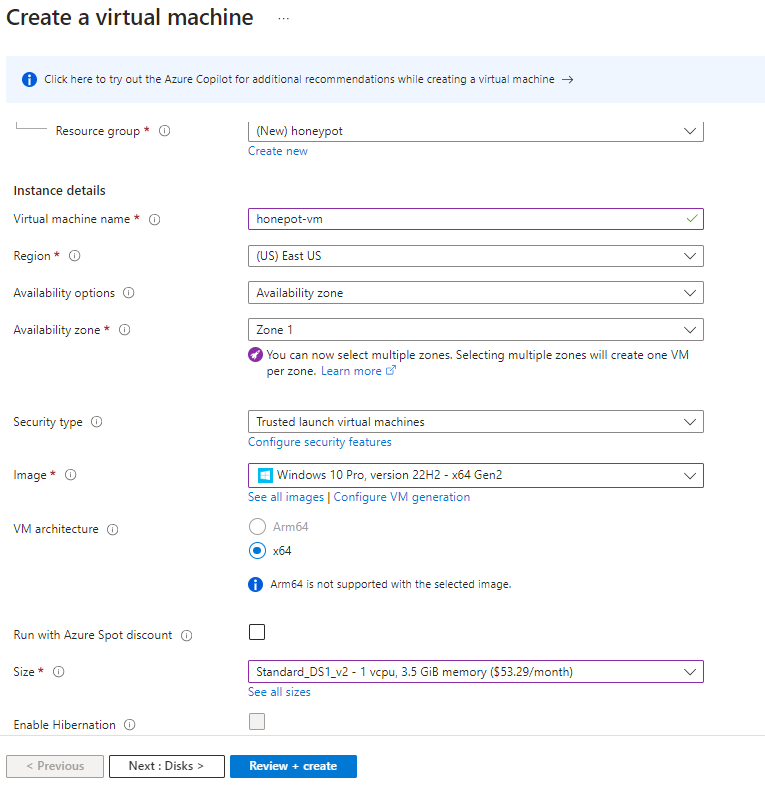 Create a virtual machine ...
Click here to try out the Azure Copilot for additional recommendations while creating a virtual machine →
Resource group *
(New) honeypot
Create new
Instance details
Virtual machine name *
honepot-vm
Region *
(US) East US
Availability options
Availability zone
Availability zone *
Zone 1
You can now select multiple zones. Selecting multiple zones will create one VM
per zone. Learn more
Security type
Trusted launch virtual machines
Configure security features
Image *
Windows 10 Pro, version 22H2 - x64 Gen2
See all images | Configure VM generation
VM architecture
Arm64
x64
Arm64 is not supported with the selected image.
Run with Azure Spot discount
Size *
Standard_DS1_v2 - 1 vcpu, 3.5 GiB memory ($53.29/month)
See all sizes
Enable Hibernation
< Previous
Next : Disks >
Review + create